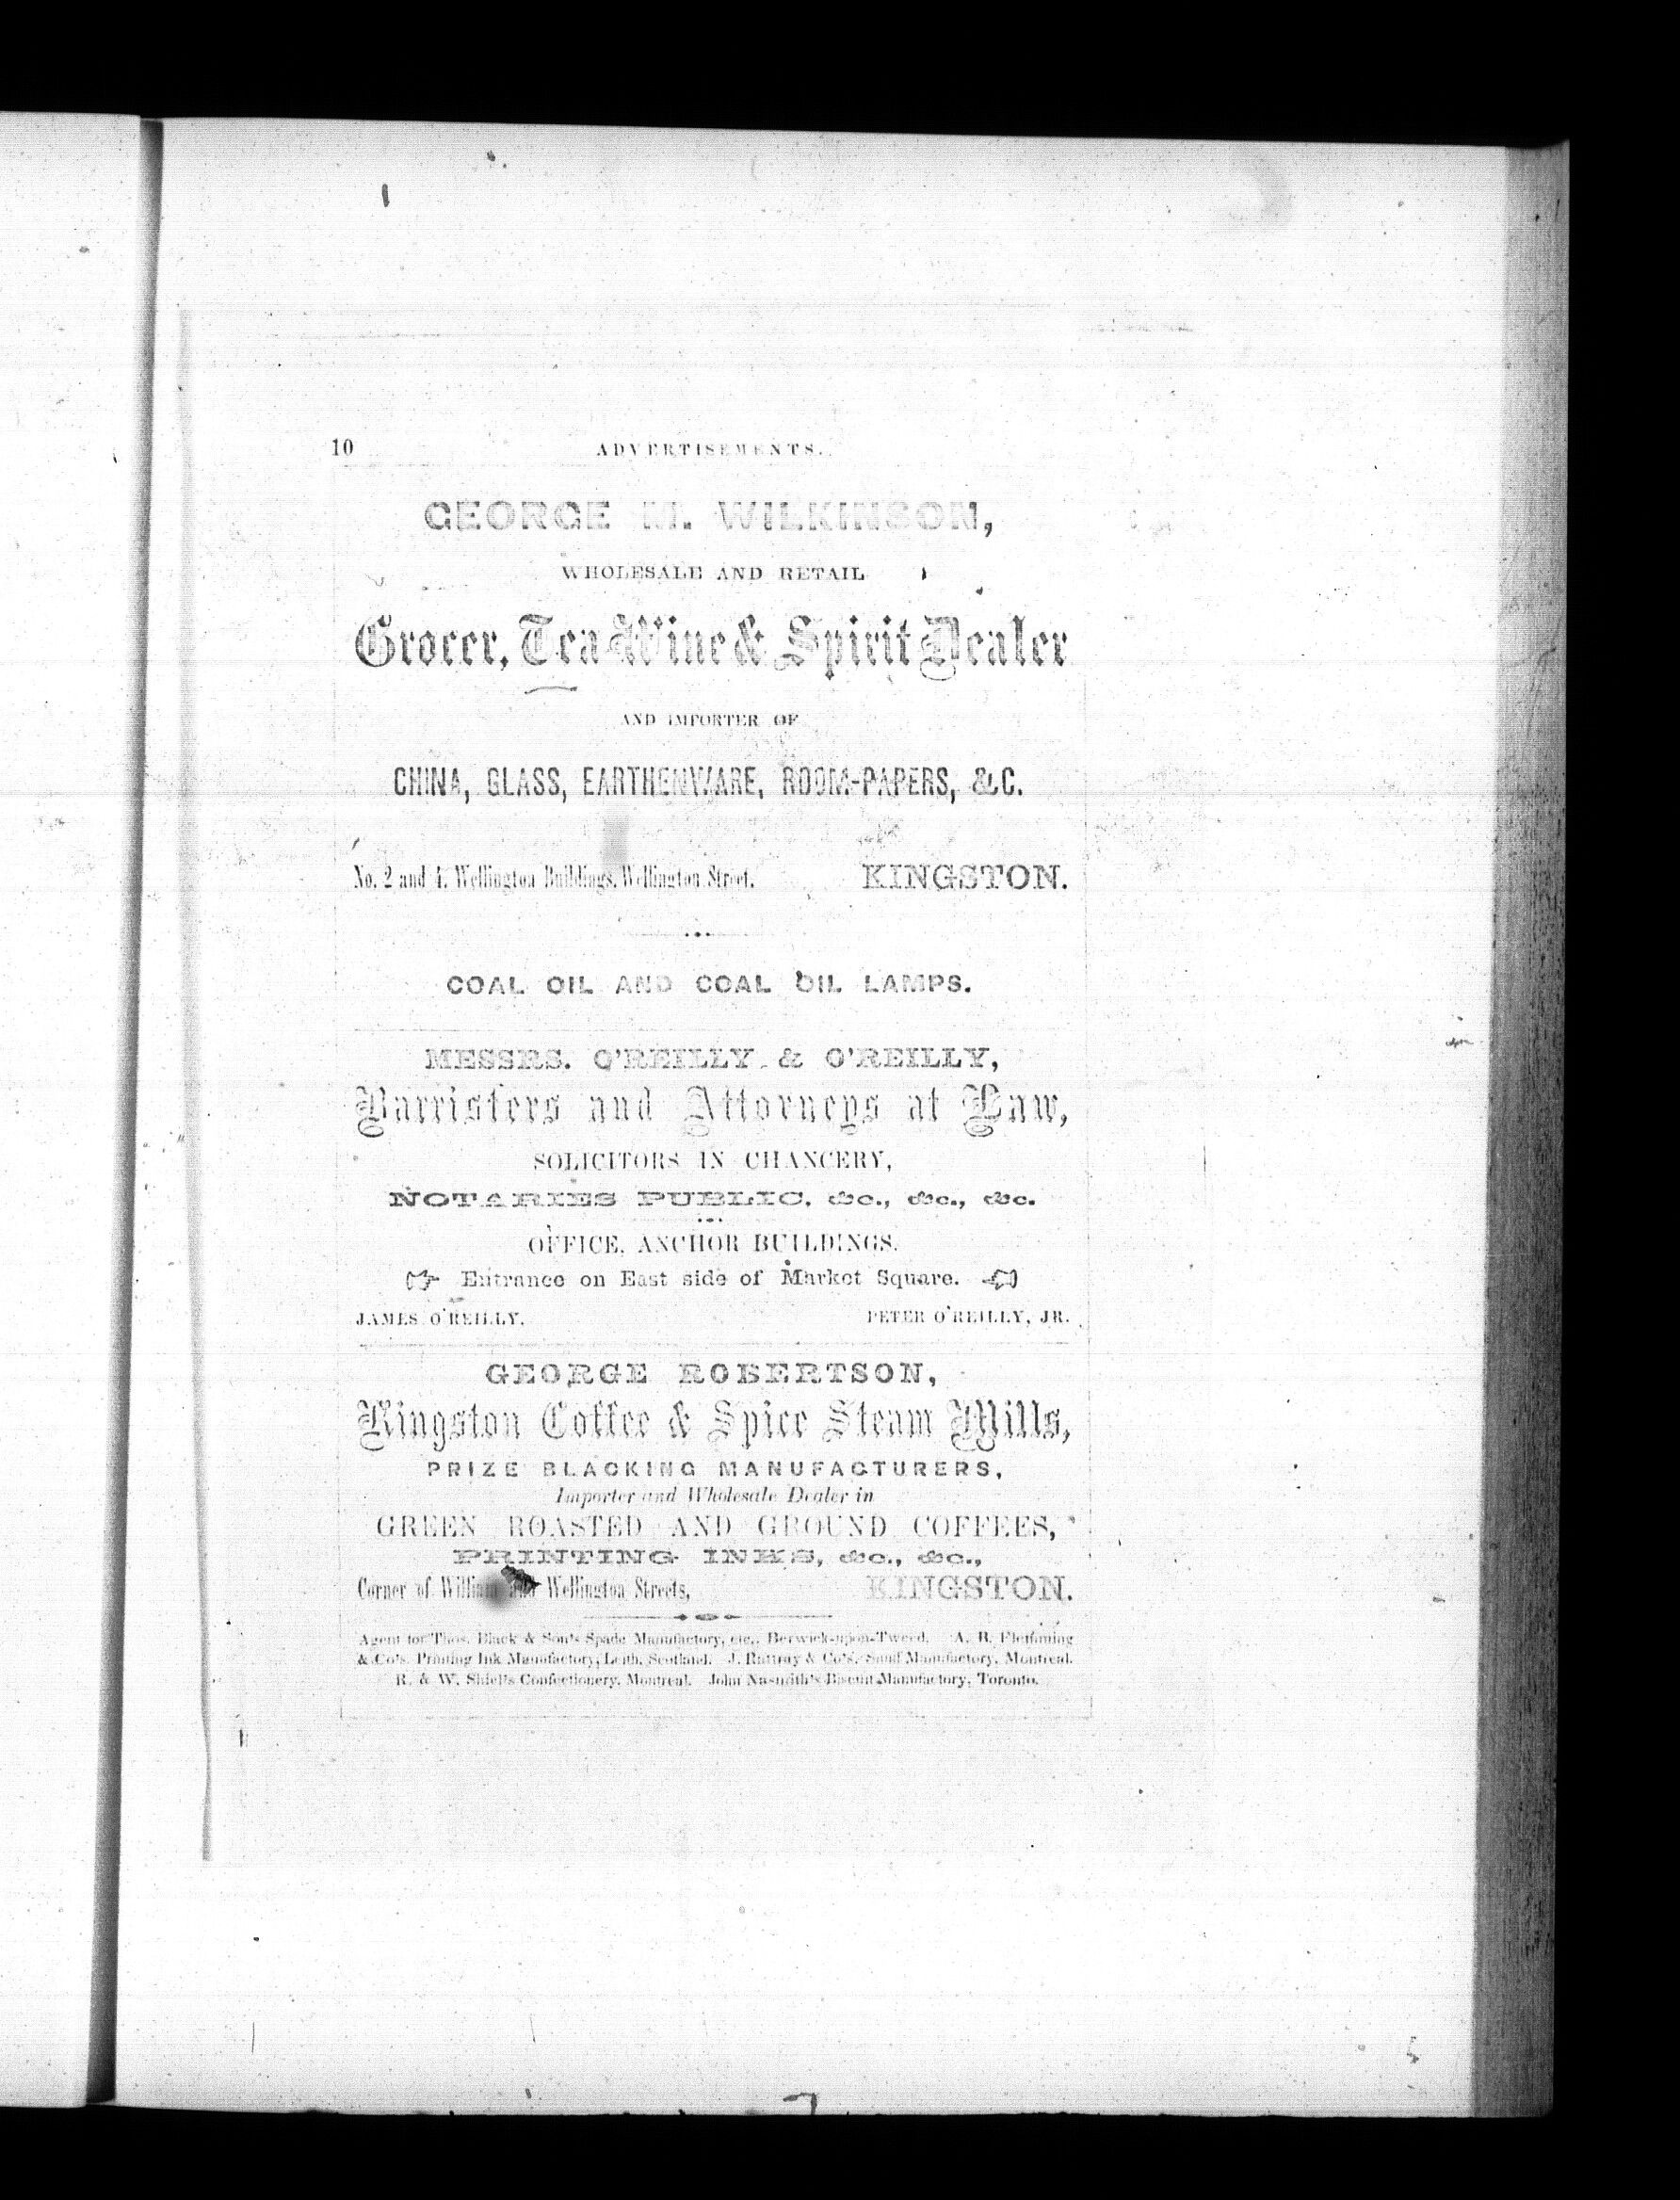 10 ADVERTISEMENTS.
GEORGE M. WILKINSON,
WHOLESALE AND RETAIL
Grocer, Tea Wine & Spirit Dealer
AND IMPORTER OF
CHINA, GLASS, EARTHENWARE, ROOM-PAPERS, &C.
No. 2 and 4, Wellington Buildings, Wellington Street, KINGSTON.
COAL OIL AND COAL OIL LAMPS.
MESSRS. O'REILLY & O'REILLY,
Barristers and Attorneys at Law,
SOLICITORS IN CHANCERY,
NOTARIES PUBLIC, &c., &c., &c.
OFFICE, ANCHOR BUILDINGS.
Entrance on East side of Market Square.
JAMES O'REILLY. PETER O'REILLY, JR.
GEORGE ROBERTSON,
Kingston Coffee & Spice Steam Mills,
PRIZE BLACKING MANUFACTURERS,
Importer and Wholesale Dealer in
GREEN ROASTED AND GROUND COFFEES,
PRINTING INKS, &c., &c.,
Corner of William and Wellington Streets, KINGSTON.
Agent for Thos. Black & Son's Spade Manufactory, etc., Berwick-upon-Tweed. A. B. Flemming
& Co's. Printing Ink Manufactory, Leith, Scotland. J. Rattray & Co's. Snuff Manufactory, Montreal.
R. & W. Shiel's Confectionery, Montreal. John Nasmith's Biscuit Manufactory, Toronto.